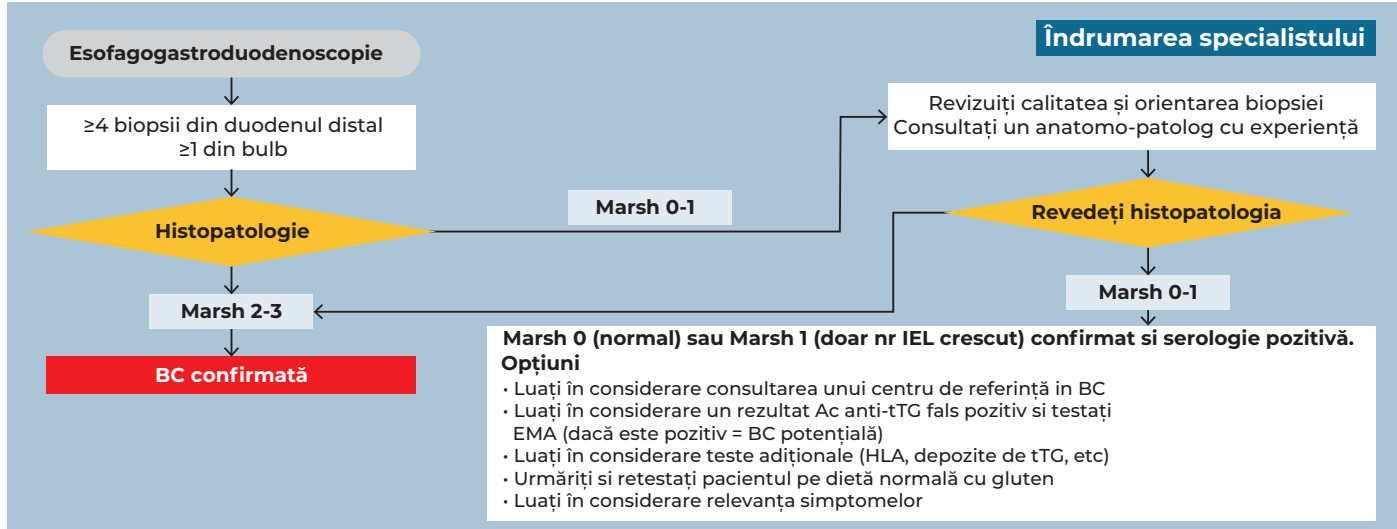 Îndrumarea specialistului
Esofagogastroduodenoscopie
≥4 biopsii din duodenul distal
≥1 din bulb
Histopatologie
Marsh 0-1
Revizuiți calitatea și orientarea biopsiei
Consultați un anatomo-patolog cu experiență
Revedeți histopatologia
Marsh 2-3
BC confirmată
Marsh 0-1
Marsh 0 (normal) sau Marsh 1 (doar nr IEL crescut) confirmat si serologie pozitivă.
Opțiuni
• Luați în considerare consultarea unui centru de referință in BC
• Luați în considerare un rezultat Ac anti-tTG fals pozitiv si testați
EMA (dacă este pozitiv = BC potențială)
• Luați în considerare teste adiționale (HLA, depozite de tTG, etc)
• Urmăriți si retestați pacientul pe dietă normală cu gluten
• Luați în considerare relevanța simptomelor